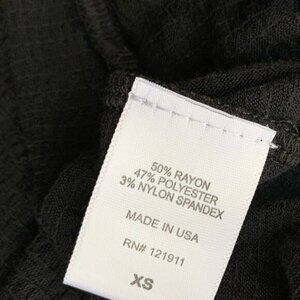 50% RAYON
47% POLYESTER
3% NYLON SPANDEX
MADE IN USA
RN# 121911
XS